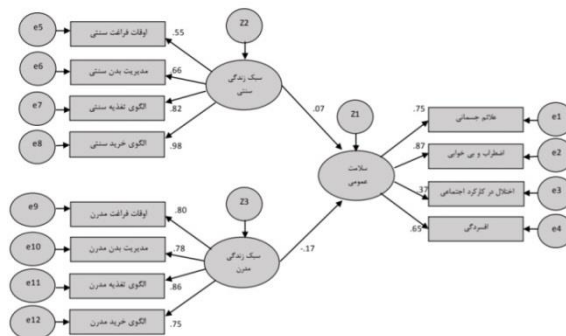 e5
اوقات فراغت سنتی
.55
Z2
e6
مدیریت بدن سنتی
.66
سبک زندگی
سنتی
e7
الگوی تغذیه سنتی
.82
e8
الگوی خرید سنتی
.98
.07
Z1
سلامت
عمومی
.75
علائم جسمانی
e1
.87
اضطراب و بی خوابی
e2
.37
اختلال در کارکرد اجتماعی
e3
.65
افسردگی
e4
e9
اوقات فراغت مدرن
.80
Z3
e10
مدیریت بدن مدرن
.78
سبک زندگی
مدرن
-.17
e11
الگوی تغذیه مدرن
.86
e12
الگوی خرید مدرن
.75